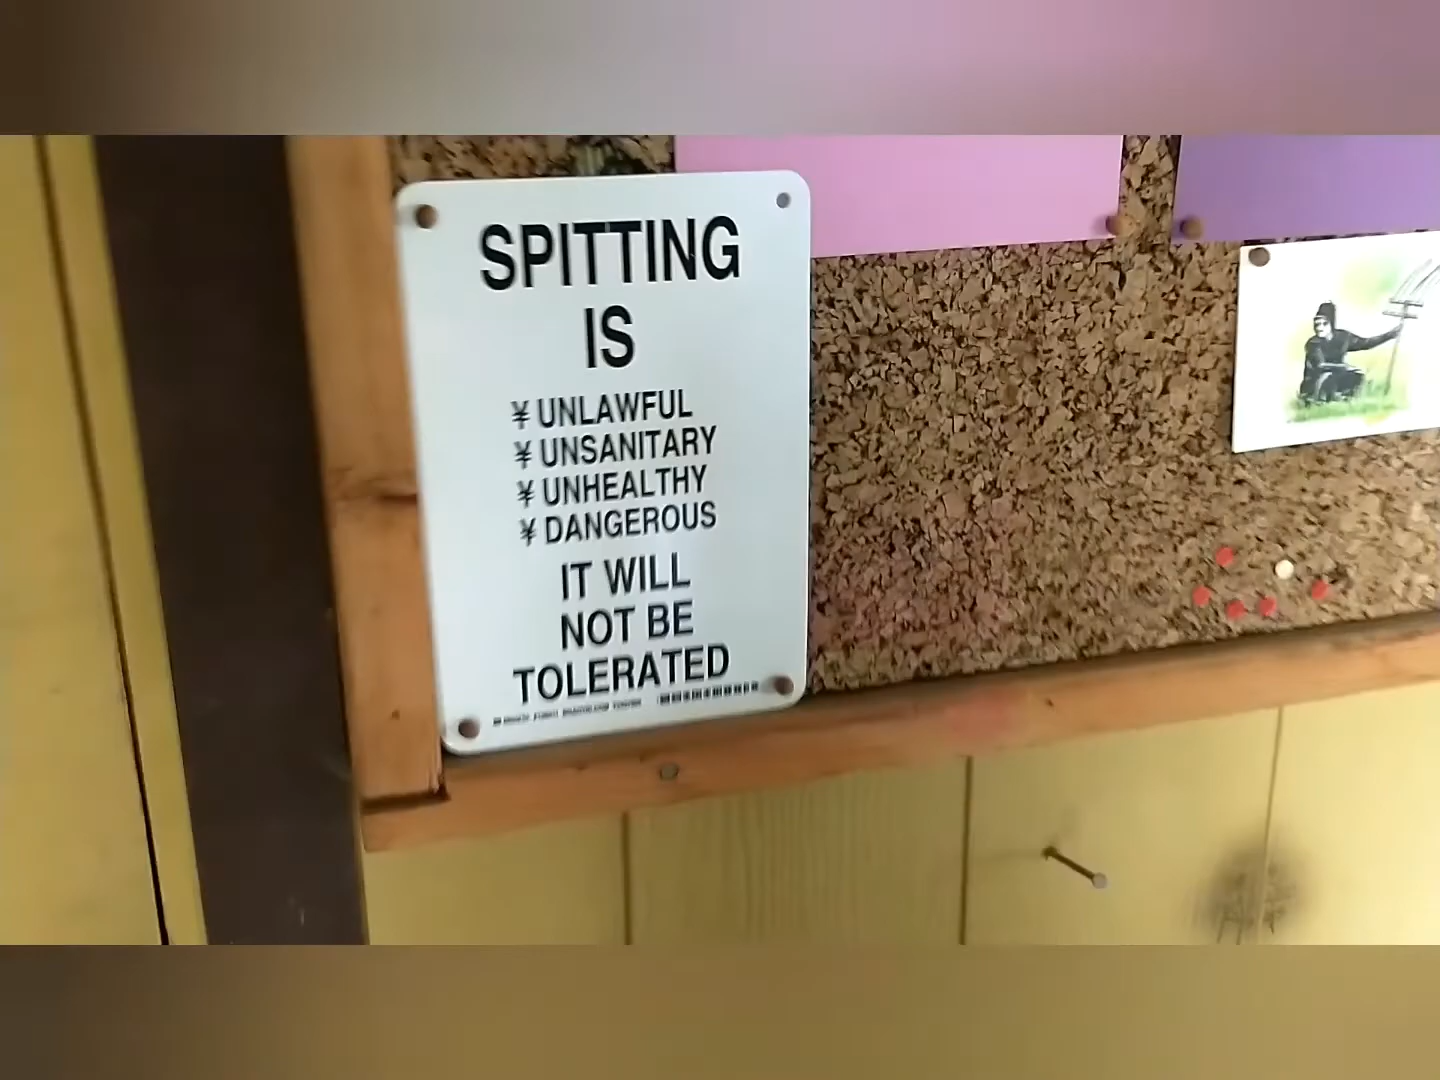 SPITTING
IS
¥ UNLAWFUL
¥ UNSANITARY
¥ UNHEALTHY
¥ DANGEROUS
IT WILL
NOT BE
TOLERATED